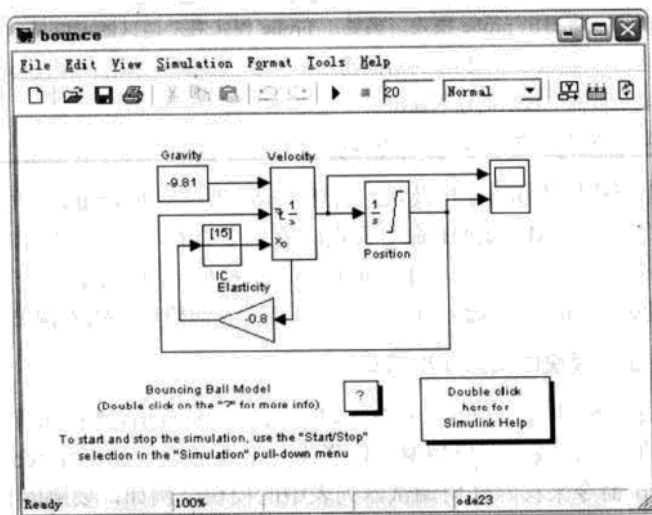 bounce
File Edit View Simulation Format Tools Help
20 Normal
Gravity
Velocity
-9.81
1
s
x₀
[15]
IC
1
s
Position
Elasticity
-0.8
Bouncing Ball Model
(Double click on the "?" for more info)
?
Double click
here for
Simulink Help
To start and stop the simulation, use the "Start/Stop"
selection in the "Simulation" pull-down menu
Ready 100% ode23